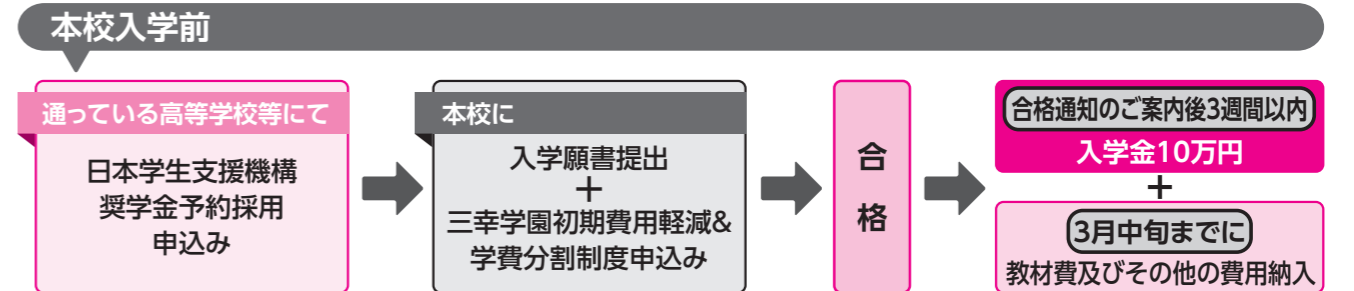 本校入学前
通っている高等学校等にて
日本学生支援機構
奨学金予約採用
申込み
本校に
入学願書提出
+
三幸学園初期費用軽減&
学費分割制度申込み
合
格
合格通知のご案内後3週間以内
入学金10万円
+
3月中旬までに
教材費及びその他の費用納入